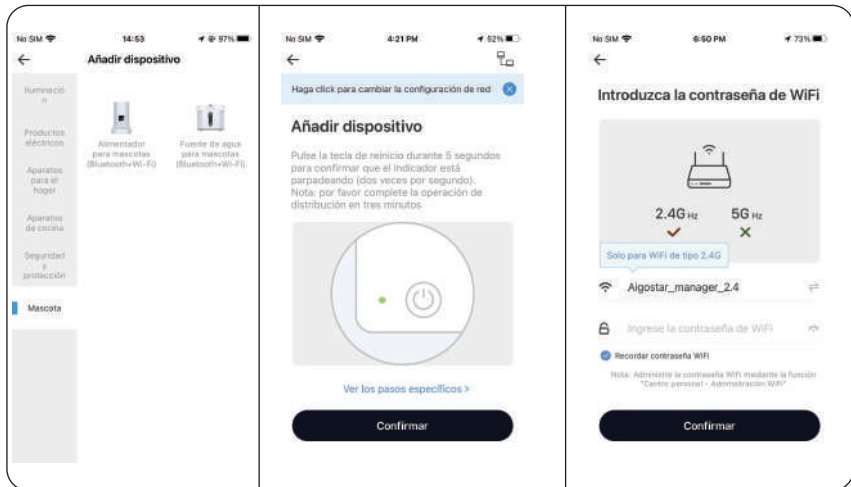 No SIM 14:53 97%
Añadir dispositivo
Iluminació
n
Productos
eléctricos
Aparatos
para el
hogar
Aparatos
de cocina
Seguridad
y
protección
Mascota
Alimentador
para mascotas
(Bluetooth+Wi-Fi)
Fuente de agua
para mascotas
(Bluetooth+Wi-Fi)
No SIM 4:21 PM 62%
Haga click para cambiar la configuración de red
Añadir dispositivo
Pulse la tecla de reinicio durante 5 segundos
para confirmar que el indicador está
parpadeando (dos veces por segundo).
Nota: por favor complete la operación de
distribución en tres minutos
Ver los pasos específicos >
Confirmar
No SIM 6:50 PM 73%
Introduzca la contraseña de WiFi
2.4G Hz 5G Hz
Solo para WiFi de tipo 2.4G
Aigostar_manager_2.4
Ingrese la contraseña de WiFi
Recordar contraseña WiFi
Nota: Administre la contraseña WiFi mediante la función
"Centro personal - Administración WiFi"
Confirmar